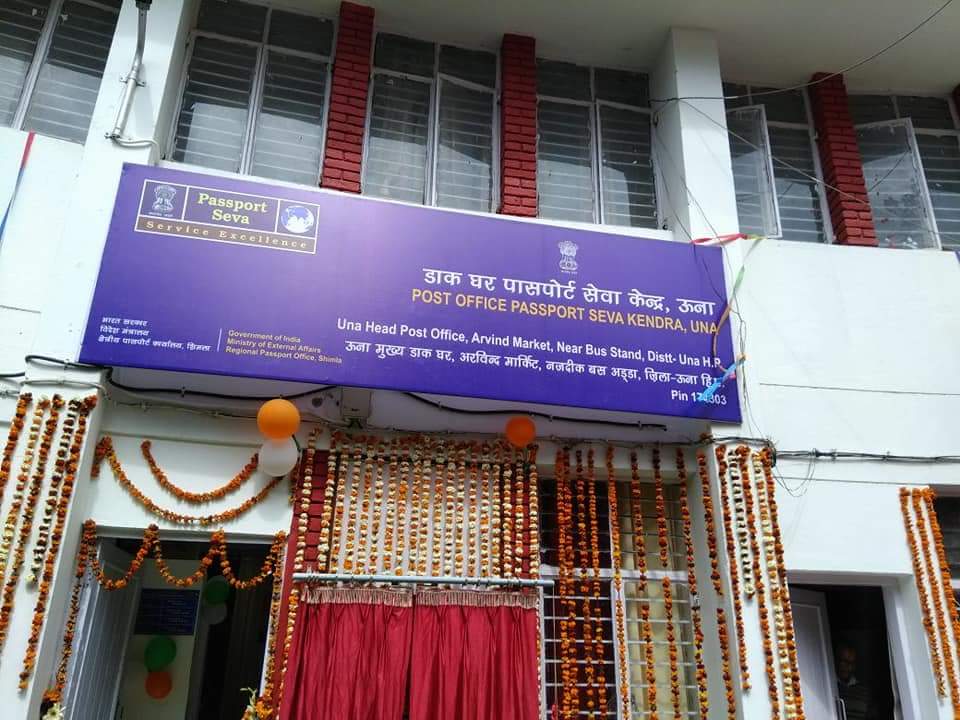 Passport
Seva
Service Excellence
डाक घर पासपोर्ट सेवा केन्द्र, ऊना
POST OFFICE PASSPORT SEVA KENDRA, UNA
Una Head Post Office, Arvind Market, Near Bus Stand, Distt- Una H.P.
ऊना मुख्य डाक घर, अरविन्द मार्किट, नजदीक बस अड्डा, ज़िला-ऊना
Pin
भारत सरकार
विदेश मंत्रालय
क्षेत्रीय पासपोर्ट कार्यालय, शिमला
Government of India
Ministry of External Affairs
Regional Passport Office, Shimla